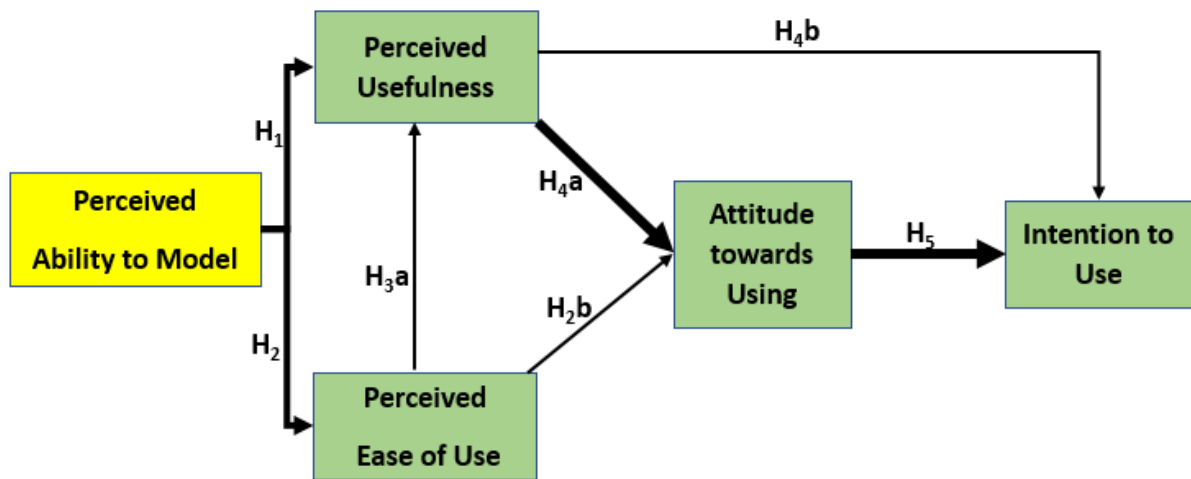 Perceived
Usefulness
H₄b
H₁
Perceived
Ability to Model
H₄a
Attitude
towards
Using
H₅
Intention to
Use
H₃a
H₂b
H₂
Perceived
Ease of Use